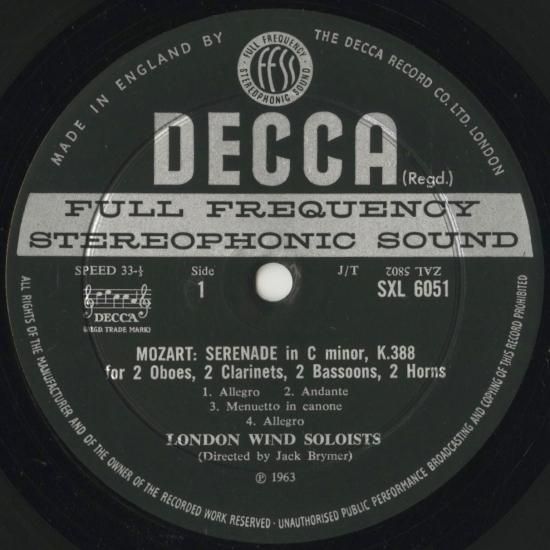 MADE IN ENGLAND BY
THE DECCA RECORD CO. LTD. LONDON
FULL FREQUENCY
FFSS
STEREOPHONIC SOUND
DECCA (Regd.)
FULL FREQUENCY
STEREOPHONIC SOUND
SPEED 33-⅓ Side J/T ZAL 5802
1 SXL 6051
DECCA
(REGD. TRADE MARK)
MOZART: SERENADE in C minor, K.388
for 2 Oboes, 2 Clarinets, 2 Bassoons, 2 Horns
1. Allegro 2. Andante
3. Menuetto in canone
4. Allegro
LONDON WIND SOLOISTS
(Directed by Jack Brymer)
Ⓟ 1963
ALL RIGHTS OF THE MANUFACTURER AND OF THE OWNER OF THE RECORDED WORK RESERVED · UNAUTHORISED PUBLIC PERFORMANCE BROADCASTING AND COPYING OF THIS RECORD PROHIBITED